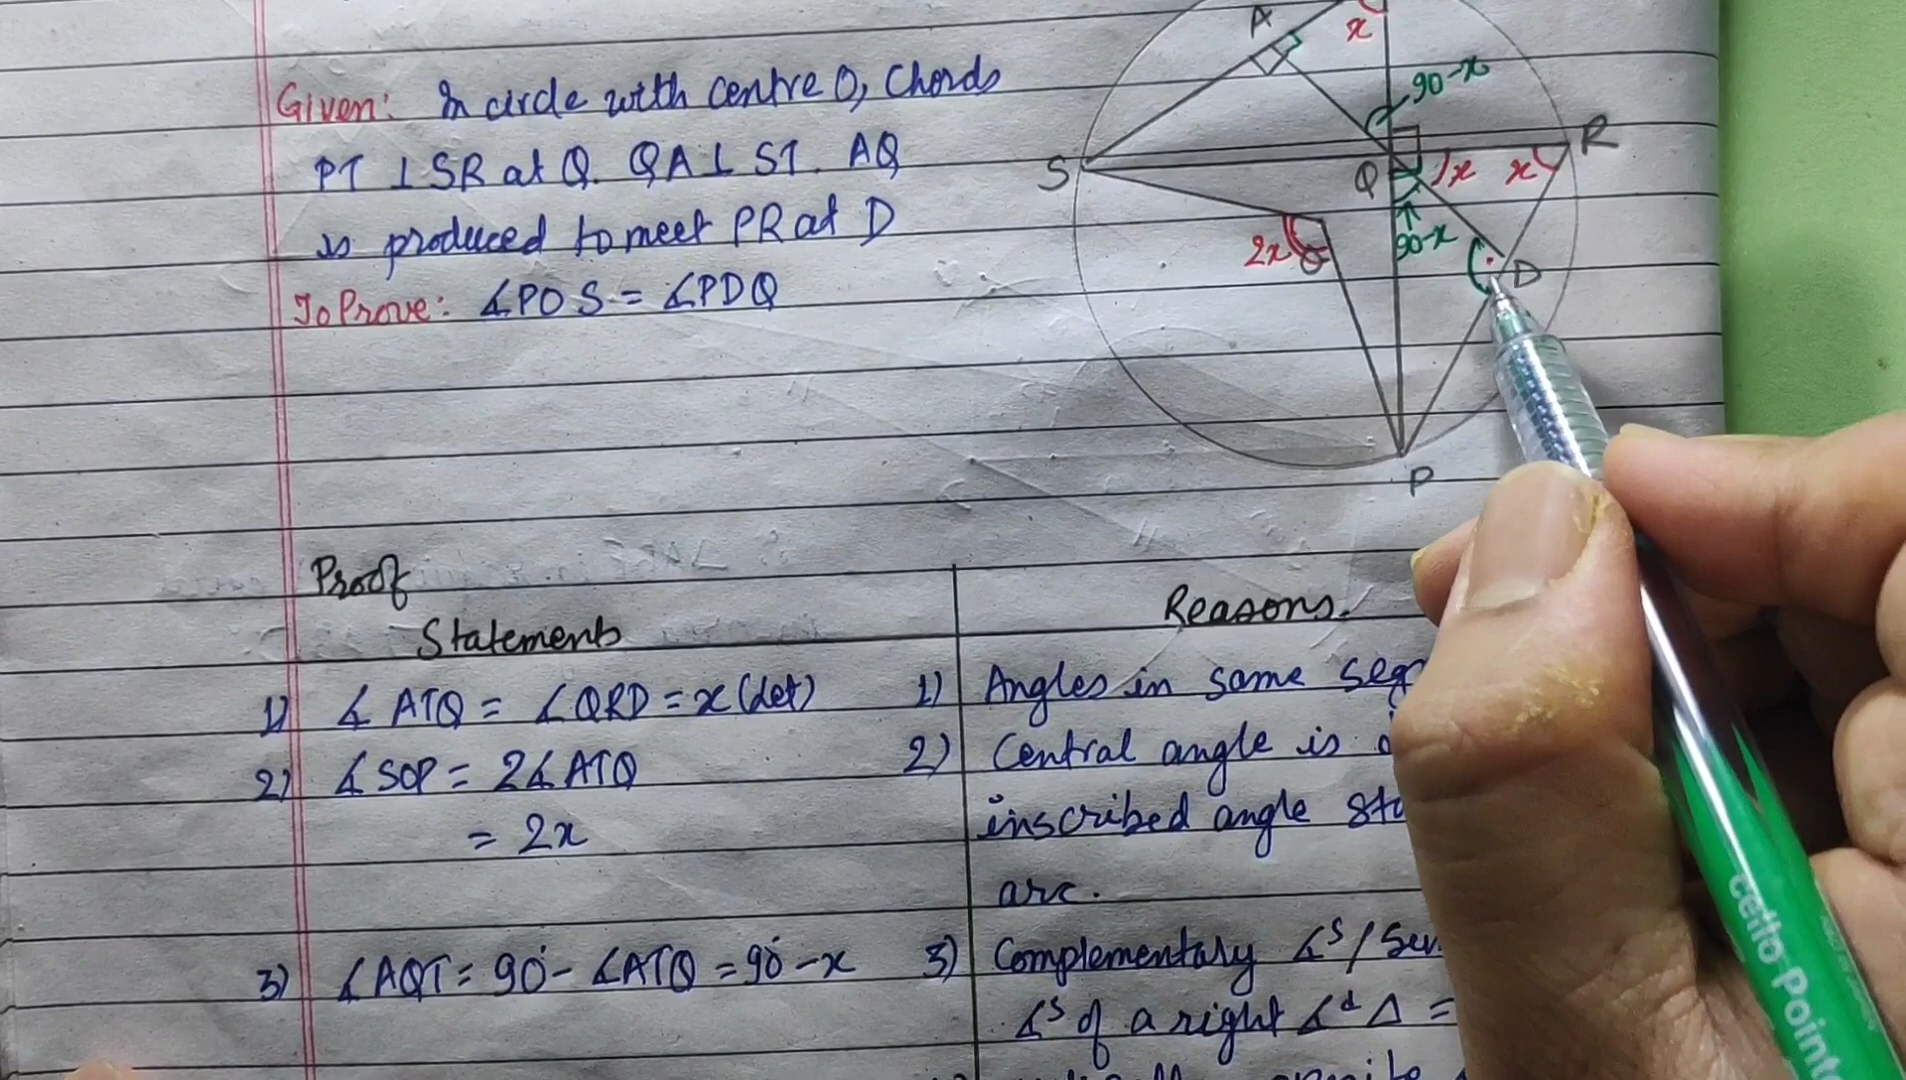 Given: In circle with centre O, Chords
PT ⊥ SR at Q. QA ⊥ ST. AQ
is produced to meet PR at D
To Prove: ∠POS = ∠PDQ
A
x
90-x
S
R
Q
x
x
2x
O
90-x
D
P
Proof
Statements
Reasons.
1) ∠ATQ = ∠QRD = x (let)
1) Angles in same
2) ∠SOP = 2∠ATQ
2) Central angle is
= 2x
inscribed angle
arc.
3) ∠AQT = 90° - ∠ATQ = 90° - x
3) Complementary ∠s /
∠s of a right ∠d Δ =
cello Pointe